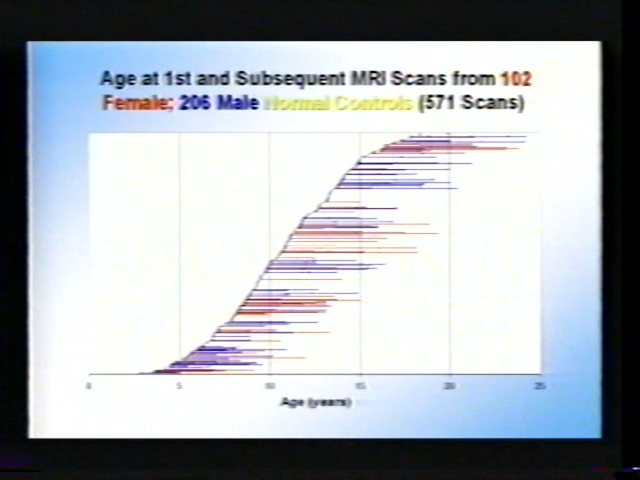 Age at 1st and Subsequent MRI Scans from 102
Female; 206 Male Normal Controls (571 Scans)
0 5 10 15 20 25
Age (years)